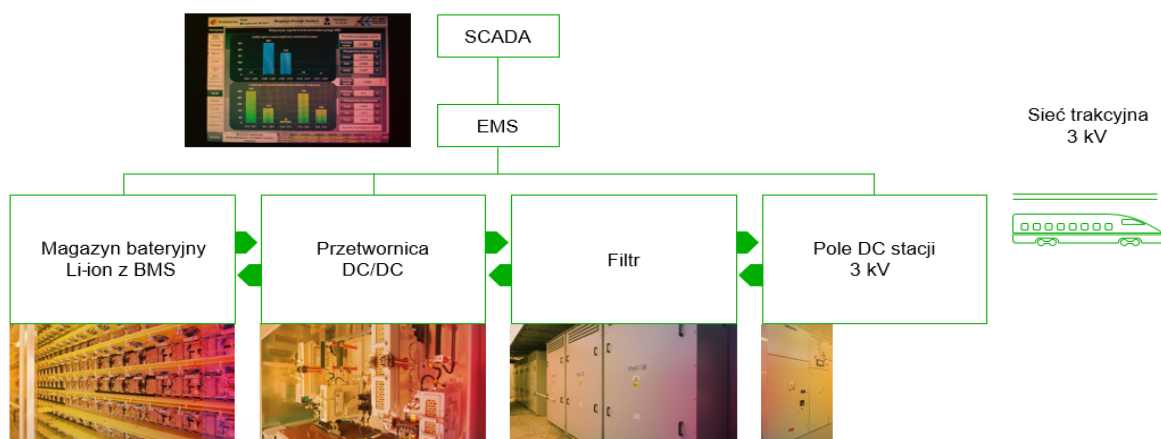 SCADA
EMS
Sieć trakcyjna
3 kV
Magazyn bateryjny
Li-ion z BMS
Przetwornica
DC/DC
Filtr
Pole DC stacji
3 kV